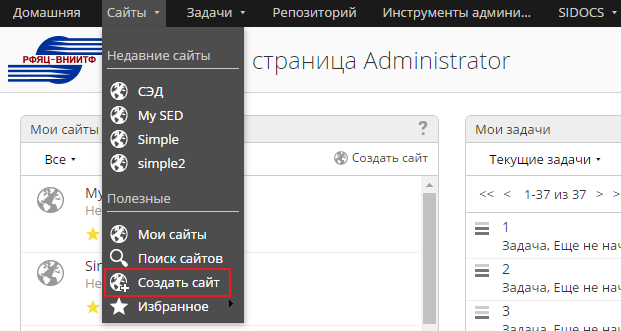 Домашняя Сайты Задачи Репозиторий Инструменты админи... SIDOCS
РФЯЦ-ВНИИТФ
страница Administrator
Недавние сайты
СЭД
My SED
Simple
simple2
Полезные
Мои сайты
Поиск сайтов
Создать сайт
Избранное
Мои сайты ?
Все Создать сайт
My
Не
Sim
Не
Мои задачи
Текущие задачи
<< < 1-37 из 37 > >
1
Задача, Еще не нач
2
Задача, Еще не нач
3
Задача, Еще не нач